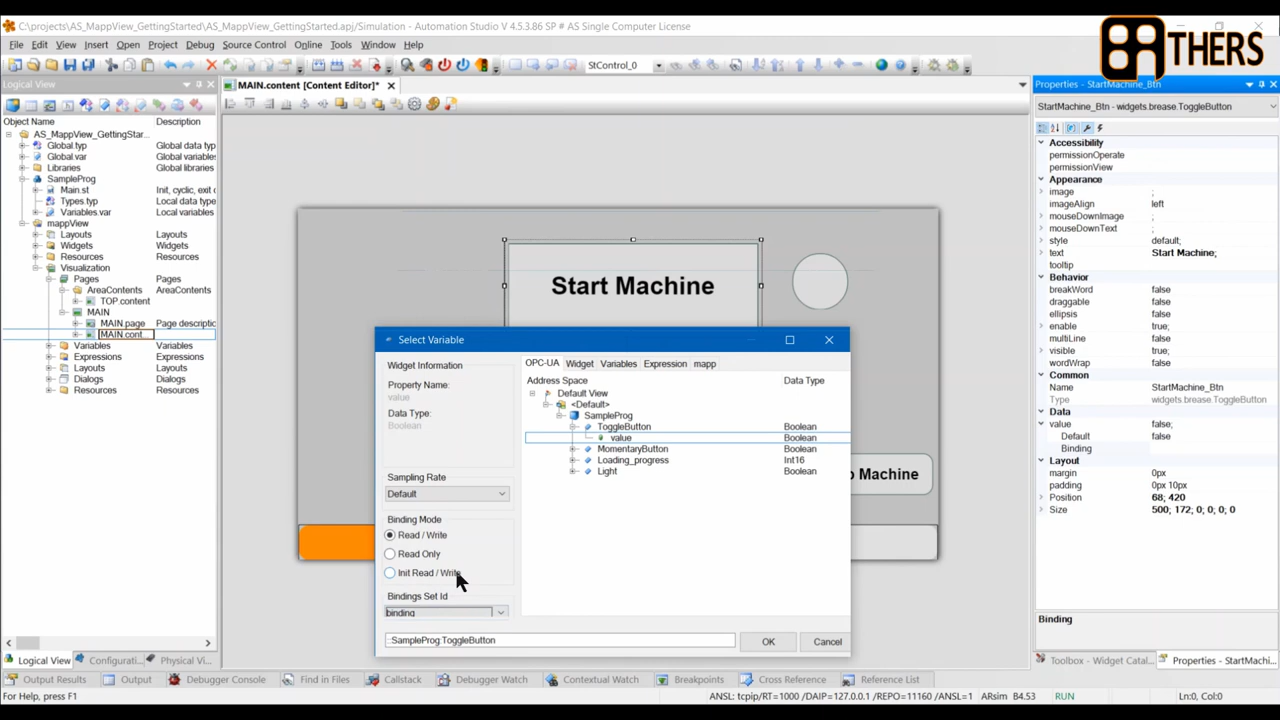 C:\projects\AS_MappView_GettingStarted\AS_MappView_GettingStarted.apj/Simulation - Automation Studio V 4.5.3.86 SP # AS Single Computer License
THERS
File Edit View Insert Open Project Debug Source Control Online Tools Window Help
StControl_0
Logical View
MAIN.content [Content Editor]*
Properties - StartMachine_Btn
StartMachine_Btn - widgets.brease.ToggleButton
Object Name Description
AS_MappView_GettingStar...
Global.typ Global data typ
Global.var Global variables
Libraries Global libraries
SampleProg
Main.st Init, cyclic, exit c
Types.typ Local data type
Variables.var Local variables
mappView
Layouts Layouts
Widgets Widgets
Resources Resources
Visualization
Pages Pages
AreaContents AreaContents
TOP.content
MAIN
MAIN.page Page descriptio
MAIN.cont...
Variables Variables
Expressions Expressions
Layouts Layouts
Dialogs Dialogs
Resources Resources
Start Machine
p Machine
Select Variable
Widget Information
Property Name:
value
Data Type:
Boolean
Sampling Rate
Default
Binding Mode
Read / Write
Read Only
Init Read / Write
Bindings Set Id
binding
OPC-UA Widget Variables Expression mapp
Address Space Data Type
Default View
<Default>
SampleProg
ToggleButton Boolean
value Boolean
MomentaryButton Boolean
Loading_progress Int16
Light Boolean
::SampleProg:ToggleButton
OK Cancel
Accessibility
permissionOperate
permissionView
Appearance
image ;
imageAlign left
mouseDownImage ;
mouseDownText ;
style default;
text Start Machine;
tooltip
Behavior
breakWord false
draggable false
ellipsis false
enable true;
multiLine false
visible true;
wordWrap false
Common
Name StartMachine_Btn
Type widgets.brease.ToggleButton
Data
value false;
Default false
Binding
Layout
margin 0px
padding 0px 10px
Position 68; 420
Size 500; 172; 0; 0; 0; 0
Binding
Logical View Configurati... Physical Vi...
Toolbox - Widget Catal... Properties - StartMachi...
Output Results Output Debugger Console Find in Files Callstack Debugger Watch Contextual Watch Breakpoints Cross Reference Reference List
For Help, press F1 ANSL: tcpip/RT=1000 /DAIP=127.0.0.1 /REPO=11160 /ANSL=1 ARsim B4.53 RUN Ln:0, Col:0